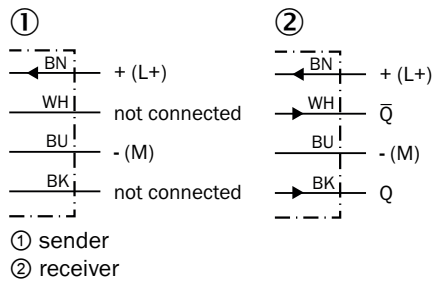 ① ②
BN + (L+) BN + (L+)
WH not connected WH Q̅
BU - (M) BU - (M)
BK not connected BK Q
① sender
② receiver